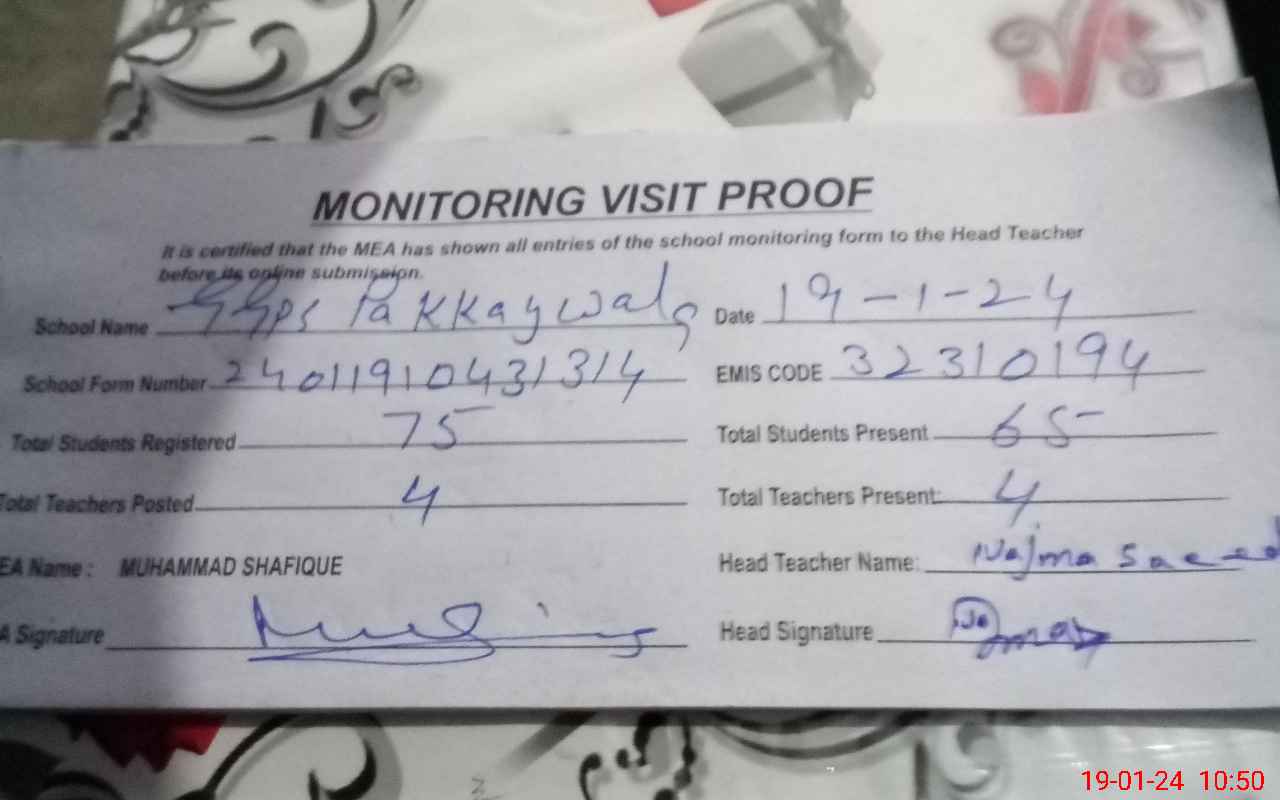 MONITORING VISIT PROOF
It is certified that the MEA has shown all entries of the school monitoring form to the Head Teacher
before its online submission.
School Name GGPS Pakkaywala Date 19-1-24
School Form Number 24011910431314 EMIS CODE 32310194
Total Students Registered 75 Total Students Present 65
Total Teachers Posted 4 Total Teachers Present: 4
EA Name : MUHAMMAD SHAFIQUE Head Teacher Name: Najma Saeed
A Signature Head Signature
19-01-24 10:50